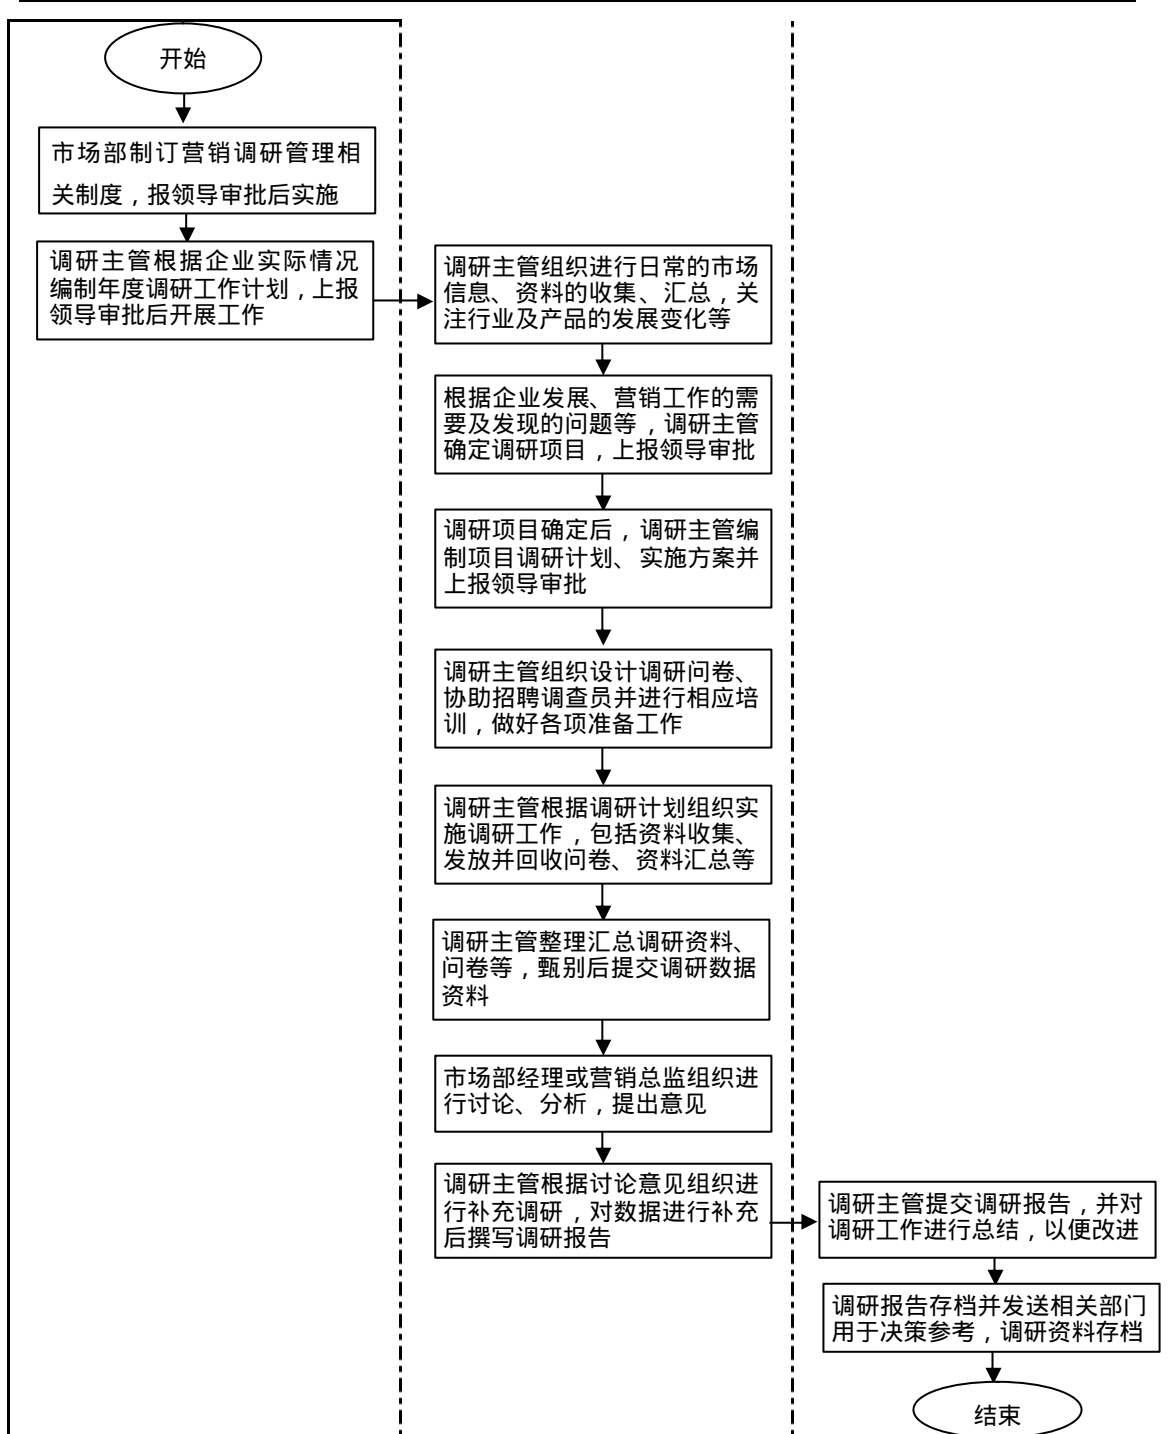 开始
市场部制订营销调研管理相
关制度，报领导审批后实施
调研主管根据企业实际情况
编制年度调研工作计划，上报
领导审批后开展工作
调研主管组织进行日常的市场
信息、资料的收集、汇总，关
注行业及产品的发展变化等
根据企业发展、营销工作的需
要及发现的问题等，调研主管
确定调研项目，上报领导审批
调研项目确定后，调研主管编
制项目调研计划、实施方案并
上报领导审批
调研主管组织设计调研问卷、
协助招聘调查员并进行相应培
训，做好各项准备工作
调研主管根据调研计划组织实
施调研工作，包括资料收集、
发放并回收问卷、资料汇总等
调研主管整理汇总调研资料、
问卷等，甄别后提交调研数据
资料
市场部经理或营销总监组织进
行讨论、分析，提出意见
调研主管根据讨论意见组织进
行补充调研，对数据进行补充
后撰写调研报告
调研主管提交调研报告，并对
调研工作进行总结，以便改进
调研报告存档并发送相关部门
用于决策参考，调研资料存档
结束